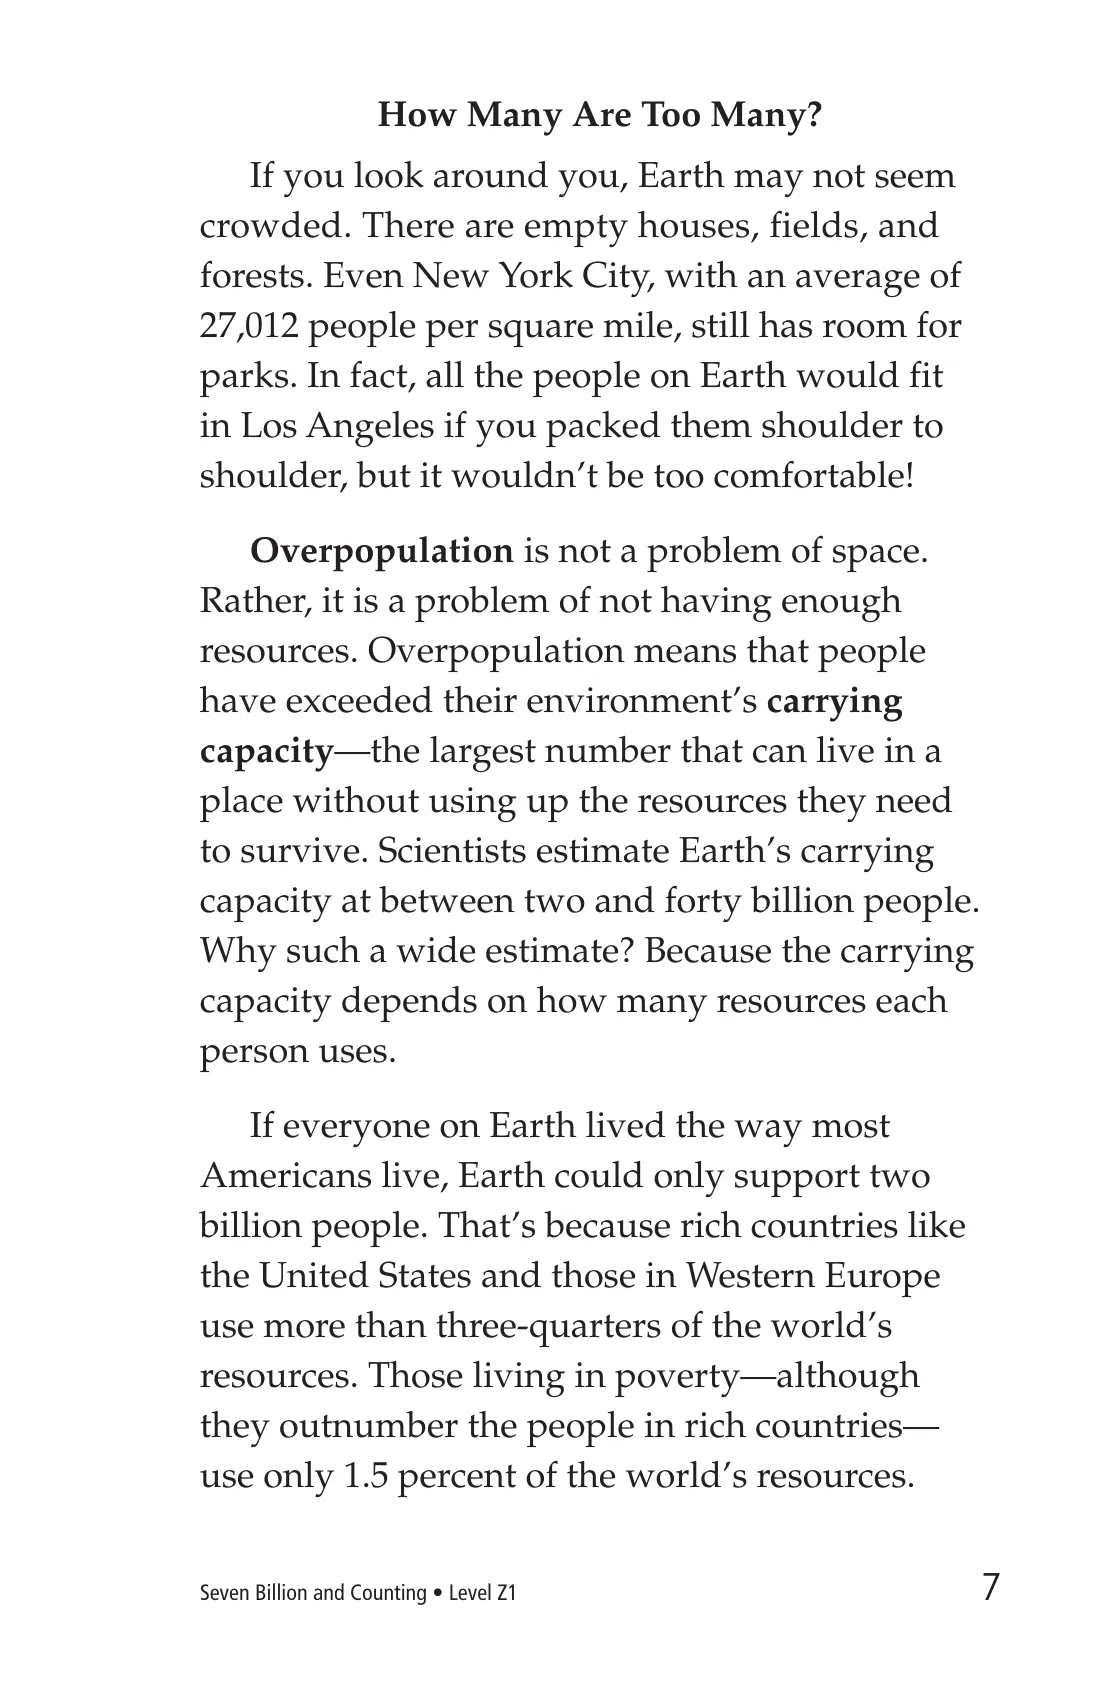 How Many Are Too Many?
If you look around you, Earth may not seem
crowded. There are empty houses, fields, and
forests. Even New York City, with an average of
27,012 people per square mile, still has room for
parks. In fact, all the people on Earth would fit
in Los Angeles if you packed them shoulder to
shoulder, but it wouldn’t be too comfortable!
Overpopulation is not a problem of space.
Rather, it is a problem of not having enough
resources. Overpopulation means that people
have exceeded their environment’s carrying
capacity—the largest number that can live in a
place without using up the resources they need
to survive. Scientists estimate Earth’s carrying
capacity at between two and forty billion people.
Why such a wide estimate? Because the carrying
capacity depends on how many resources each
person uses.
If everyone on Earth lived the way most
Americans live, Earth could only support two
billion people. That’s because rich countries like
the United States and those in Western Europe
use more than three-quarters of the world’s
resources. Those living in poverty—although
they outnumber the people in rich countries—
use only 1.5 percent of the world’s resources.
Seven Billion and Counting • Level Z1
7